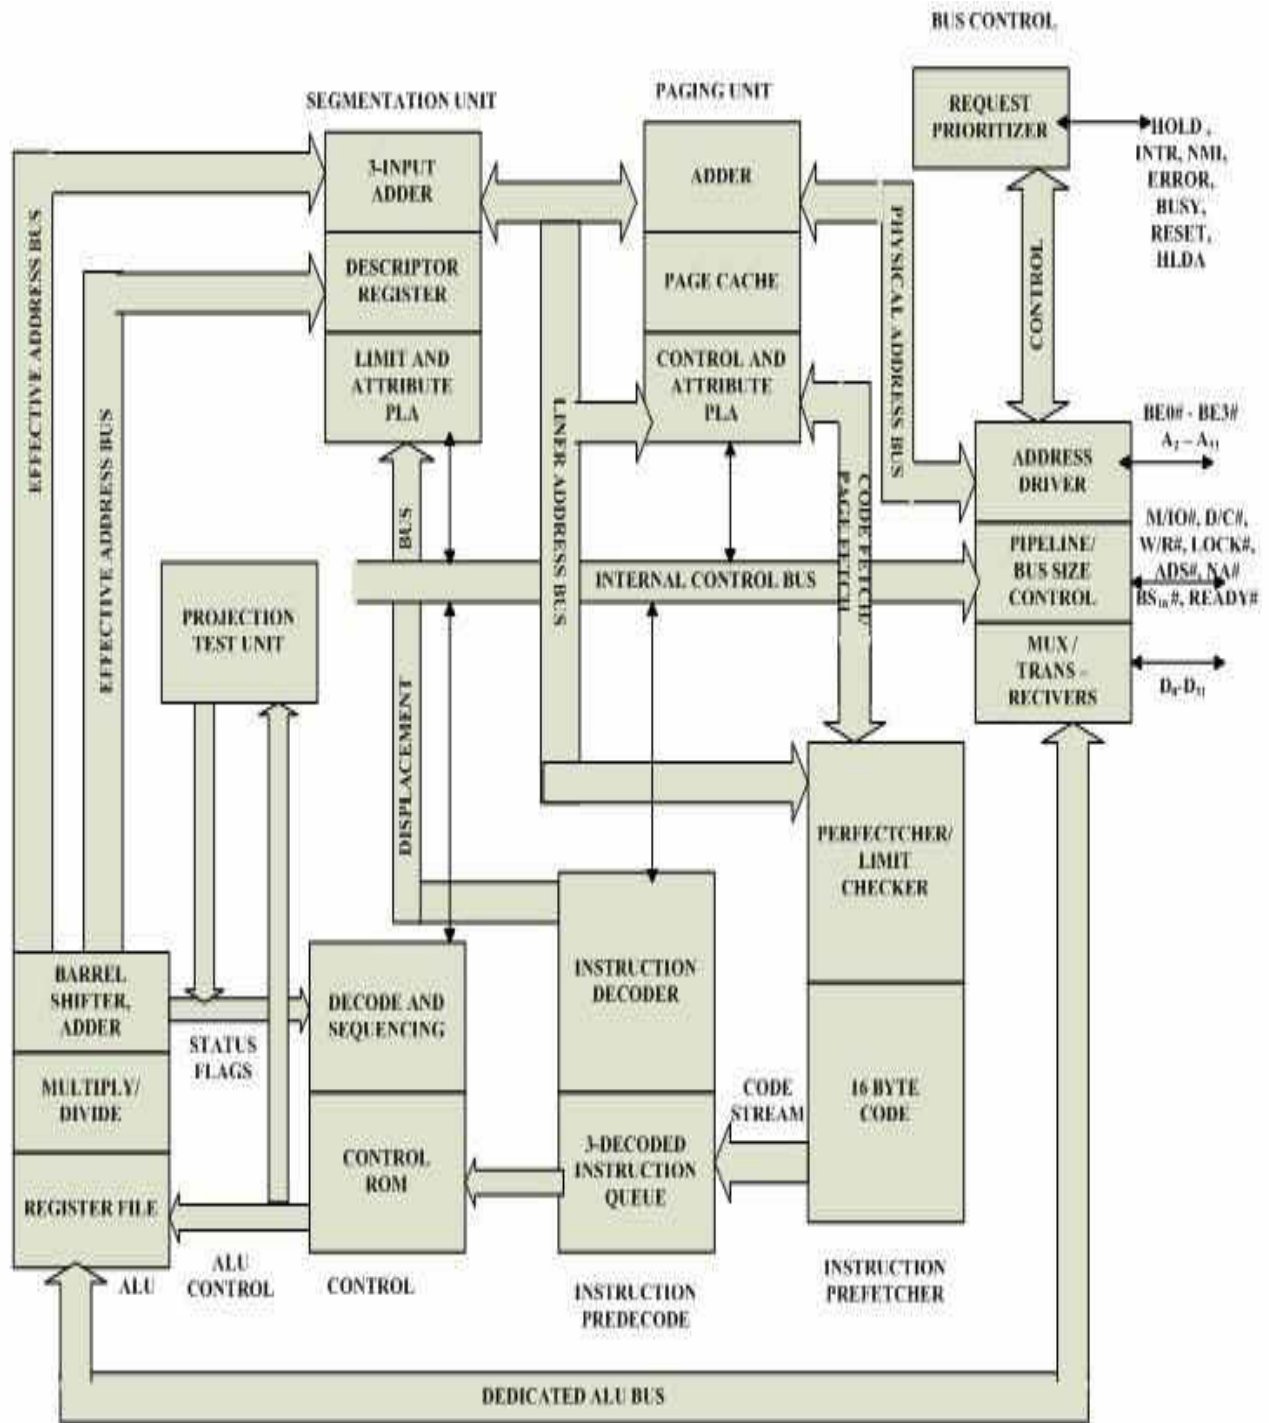 BUS CONTROL
SEGMENTATION UNIT
PAGING UNIT
REQUEST
PRIORITIZER
HOLD ,
INTR, NMI,
ERROR,
BUSY,
RESET,
HLDA
3-INPUT
ADDER
ADDER
DESCRIPTOR
REGISTER
PAGE CACHE
LIMIT AND
ATTRIBUTE
PLA
CONTROL AND
ATTRIBUTE
PLA
EFFECTIVE ADDRESS BUS
EFFECTIVE ADDRESS BUS
PHYSICAL ADDRESS BUS
CONTROL
LINER ADDRESS BUS
CODE FETCH/
PAGE FETCH
BUS
DISPLACEMENT
ADDRESS
DRIVER
BE0# - BE3#
A2 – A31
PIPELINE/
BUS SIZE
CONTROL
M/IO#, D/C#,
W/R#, LOCK#,
ADS#, NA#
BS16#, READY#
MUX /
TRANS –
RECIVERS
D0-D31
INTERNAL CONTROL BUS
PROJECTION
TEST UNIT
PERFECTCHER/
LIMIT
CHECKER
BARREL
SHIFTER,
ADDER
STATUS
FLAGS
DECODE AND
SEQUENCING
INSTRUCTION
DECODER
MULTIPLY/
DIVIDE
CODE
STREAM
16 BYTE
CODE
REGISTER FILE
CONTROL
ROM
3-DECODED
INSTRUCTION
QUEUE
ALU
ALU
CONTROL
CONTROL
INSTRUCTION
PREDECODE
INSTRUCTION
PREFETCHER
DEDICATED ALU BUS